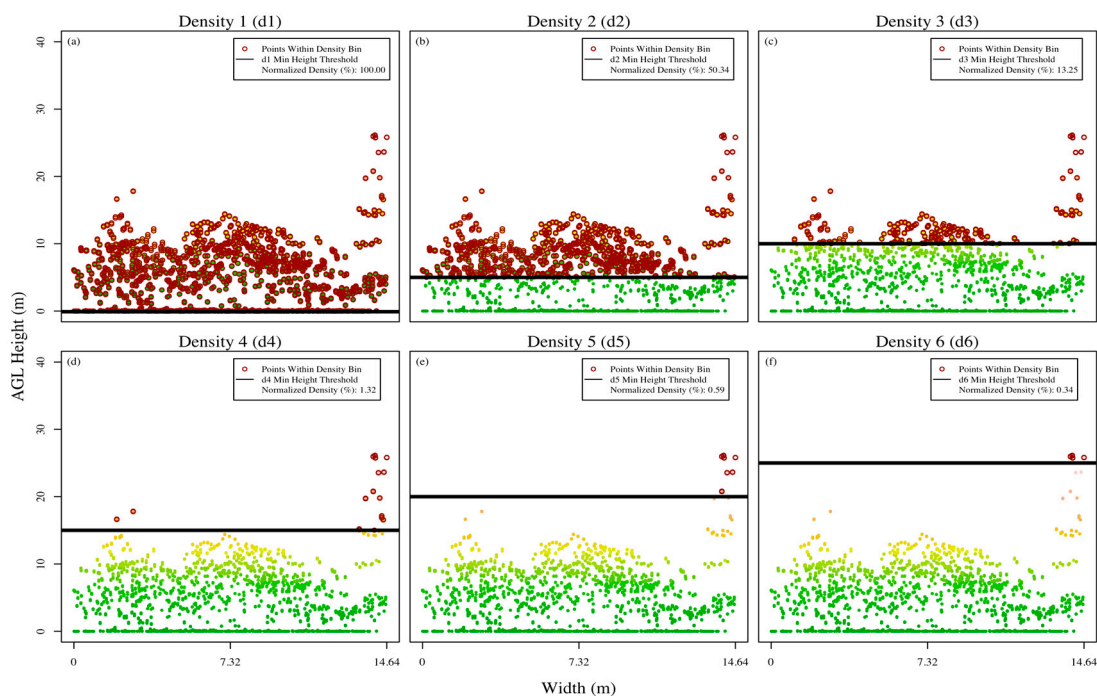 Density 1 (d1)
Density 2 (d2)
Density 3 (d3)
(a)
Points Within Density Bin
d1 Min Height Threshold
Normalized Density (%): 100.00
(b)
Points Within Density Bin
d2 Min Height Threshold
Normalized Density (%): 50.34
(c)
Points Within Density Bin
d3 Min Height Threshold
Normalized Density (%): 13.25
40
30
20
10
0
Density 4 (d4)
Density 5 (d5)
Density 6 (d6)
(d)
Points Within Density Bin
d4 Min Height Threshold
Normalized Density (%): 1.32
(e)
Points Within Density Bin
d5 Min Height Threshold
Normalized Density (%): 0.59
(f)
Points Within Density Bin
d6 Min Height Threshold
Normalized Density (%): 0.34
40
30
20
10
0
AGL Height (m)
0 7.32 14.64
0 7.32 14.64
0 7.32 14.64
Width (m)